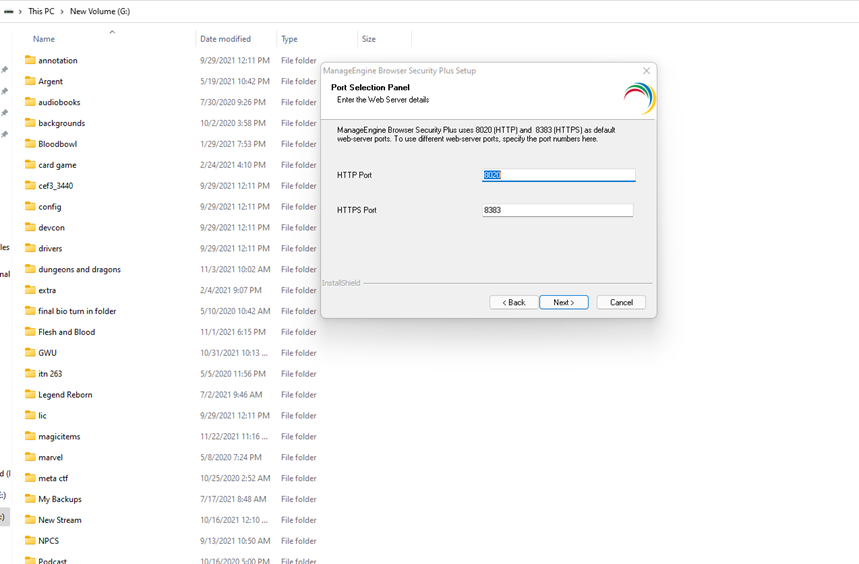 This PC > New Volume (G:)
Name Date modified Type Size
annotation 9/29/2021 12:11 PM File folder
Argent 5/19/2021 10:42 PM File folder
audiobooks 7/30/2020 9:26 PM File folder
backgrounds 10/2/2020 3:58 PM File folder
Bloodbowl 1/29/2021 7:53 PM File folder
card game 2/24/2021 4:10 PM File folder
cef3_3440 9/29/2021 12:11 PM File folder
config 9/29/2021 12:11 PM File folder
devcon 9/29/2021 12:11 PM File folder
les
drivers 9/29/2021 12:11 PM File folder
nal
dungeons and dragons 11/3/2021 10:02 AM File folder
extra 2/4/2021 9:07 PM File folder
final bio turn in folder 5/10/2020 10:42 AM File folder
Flesh and Blood 11/1/2021 6:15 PM File folder
GWU 10/31/2021 10:13 ... File folder
itn 263 5/5/2020 11:56 PM File folder
Legend Reborn 7/2/2021 9:46 AM File folder
lic 9/29/2021 12:11 PM File folder
magicitems 11/22/2021 11:16 ... File folder
marvel 5/8/2020 7:24 PM File folder
d (I
meta ctf 10/25/2020 2:52 AM File folder
:)
My Backups 7/17/2021 8:48 AM File folder
:)
New Stream 10/16/2021 12:10 ... File folder
NPCS 9/13/2021 10:50 AM File folder
Podcast 10/16/2020 5:00 PM File folder
ManageEngine Browser Security Plus Setup
Port Selection Panel
Enter the Web Server details
ManageEngine Browser Security Plus uses 8020 (HTTP) and 8383 (HTTPS) as default
web-server ports. To use different web-server ports, specify the port numbers here.
HTTP Port 8020
HTTPS Port 8383
InstallShield
< Back Next > Cancel